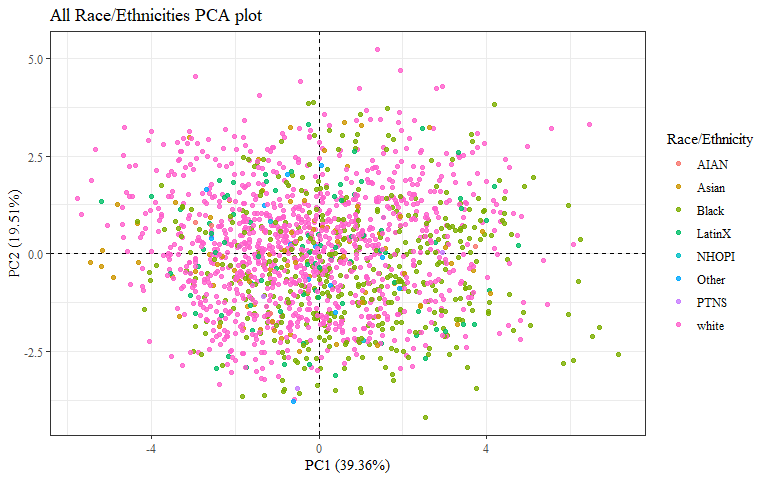 All Race/Ethnicities PCA plot
5.0
2.5
0.0
-2.5
PC2 (19.51%)
-4
0
4
PC1 (39.36%)
Race/Ethnicity
AIAN
Asian
Black
LatinX
NHOPI
Other
PTNS
white